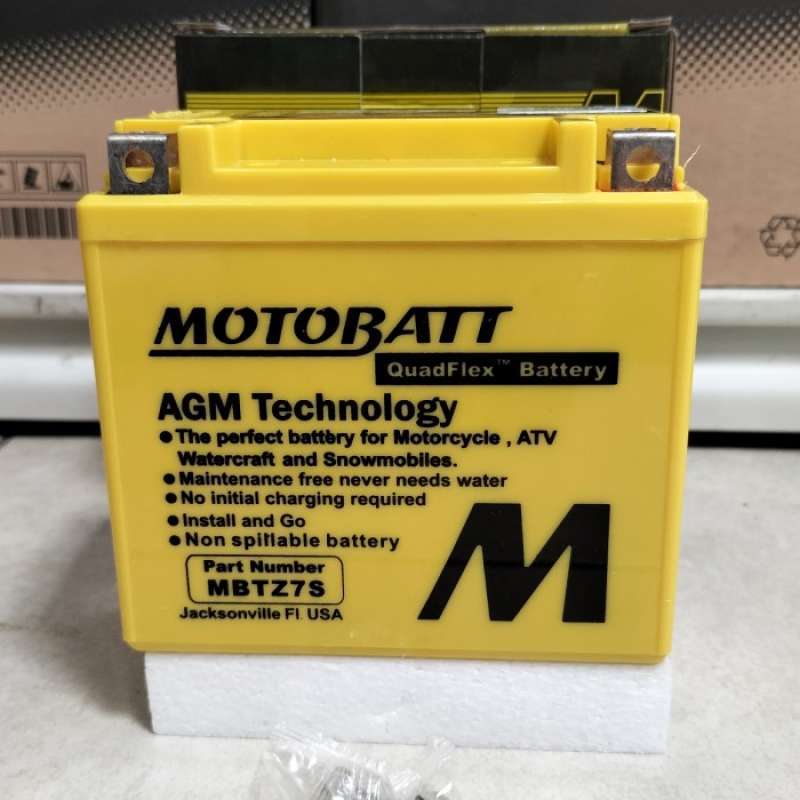 MOTOBATT
QuadFlex™ Battery
AGM Technology
● The perfect battery for Motorcycle , ATV
Watercraft and Snowmobiles.
● Maintenance free never needs water
● No initial charging required
● Install and Go
● Non spillable battery
Part Number
MBTZ7S
Jacksonville Fl. USA
M